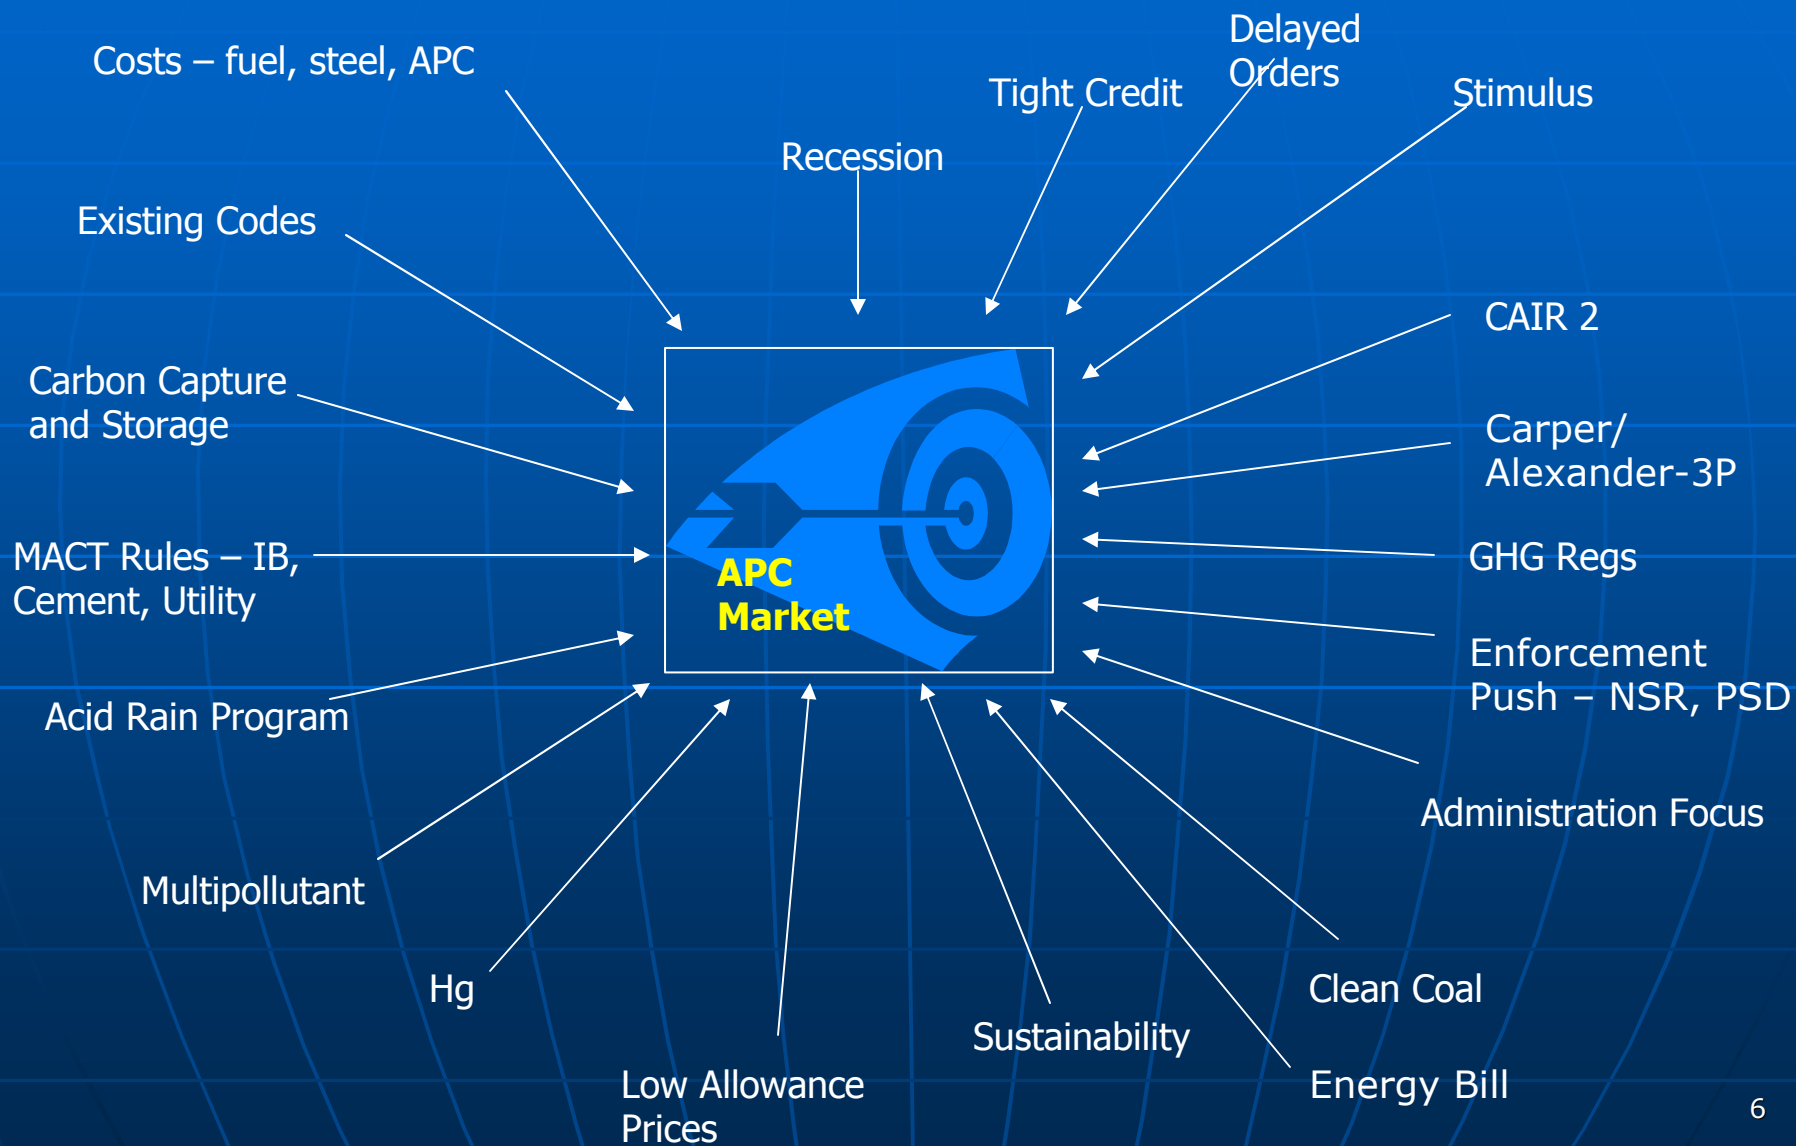 Delayed
Orders
Costs – fuel, steel, APC
Tight Credit
Stimulus
Recession
Existing Codes
CAIR 2
Carbon Capture
and Storage
Carper/
Alexander-3P
MACT Rules – IB,
Cement, Utility
GHG Regs
APC
Market
Enforcement
Push – NSR, PSD
Acid Rain Program
Administration Focus
Multipollutant
Hg
Clean Coal
Sustainability
Low Allowance
Prices
Energy Bill
6